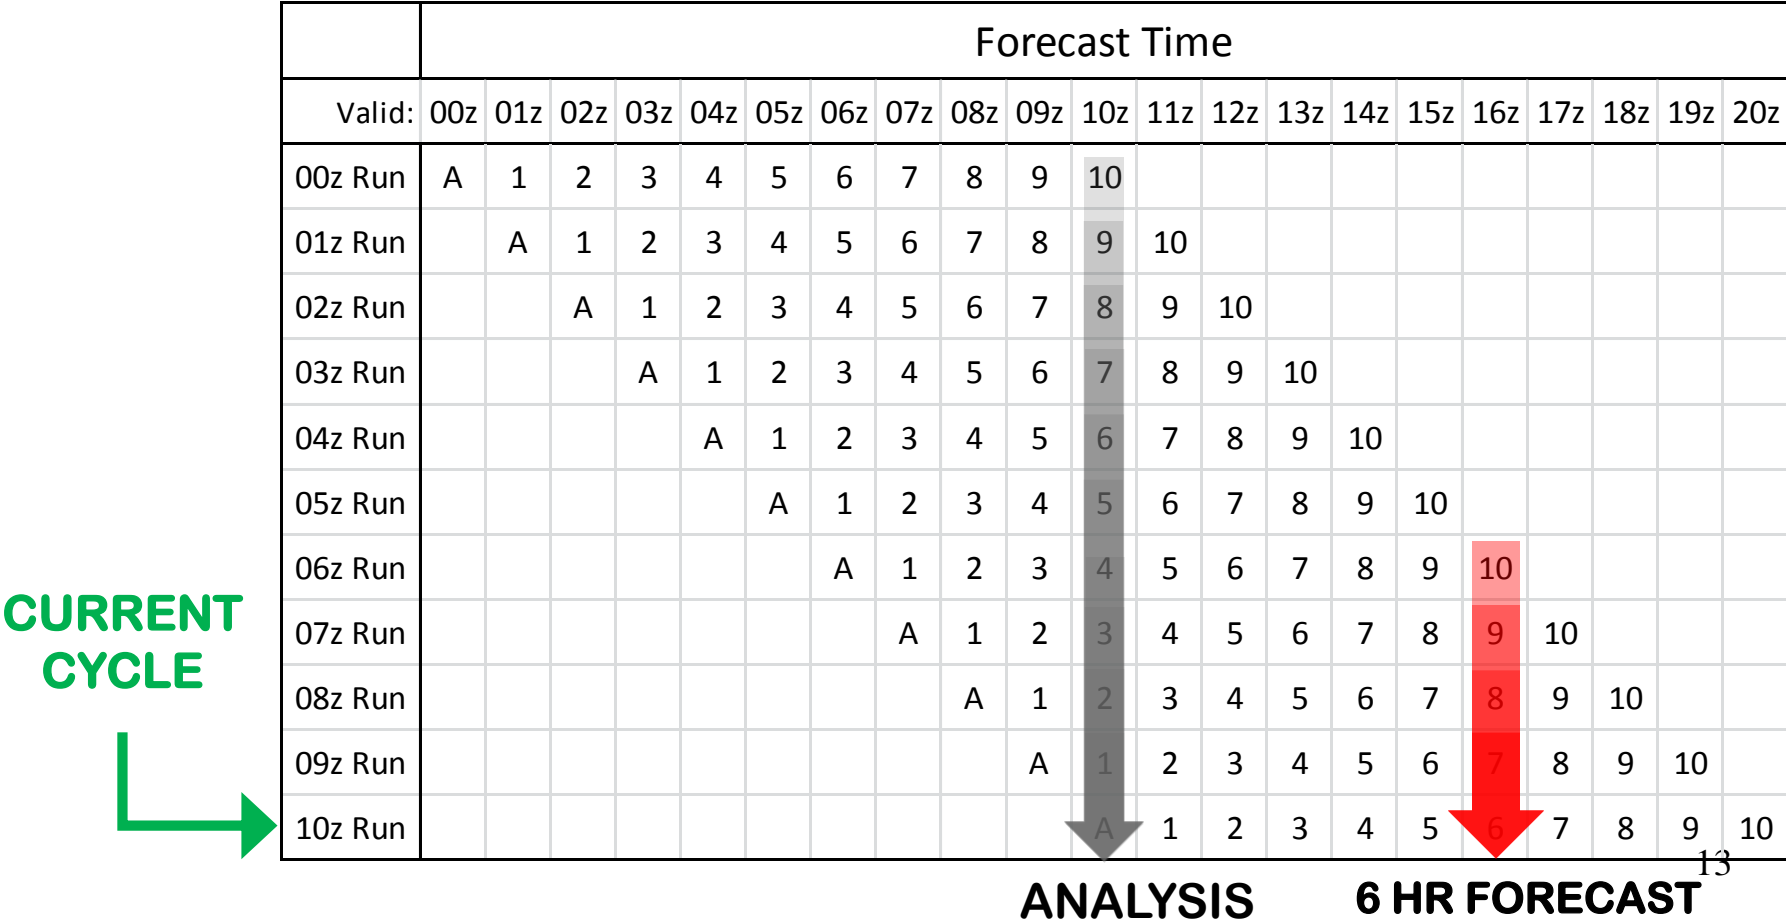 Forecast Time
Valid: 00z 01z 02z 03z 04z 05z 06z 07z 08z 09z 10z 11z 12z 13z 14z 15z 16z 17z 18z 19z 20z
00z Run A 1 2 3 4 5 6 7 8 9 10
01z Run A 1 2 3 4 5 6 7 8 9 10
02z Run A 1 2 3 4 5 6 7 8 9 10
03z Run A 1 2 3 4 5 6 7 8 9 10
04z Run A 1 2 3 4 5 6 7 8 9 10
05z Run A 1 2 3 4 5 6 7 8 9 10
06z Run A 1 2 3 4 5 6 7 8 9 10
07z Run A 1 2 3 4 5 6 7 8 9 10
08z Run A 1 2 3 4 5 6 7 8 9 10
09z Run A 1 2 3 4 5 6 7 8 9 10
10z Run A 1 2 3 4 5 6 7 8 9 10
CURRENT
CYCLE
13
ANALYSIS
6 HR FORECAST